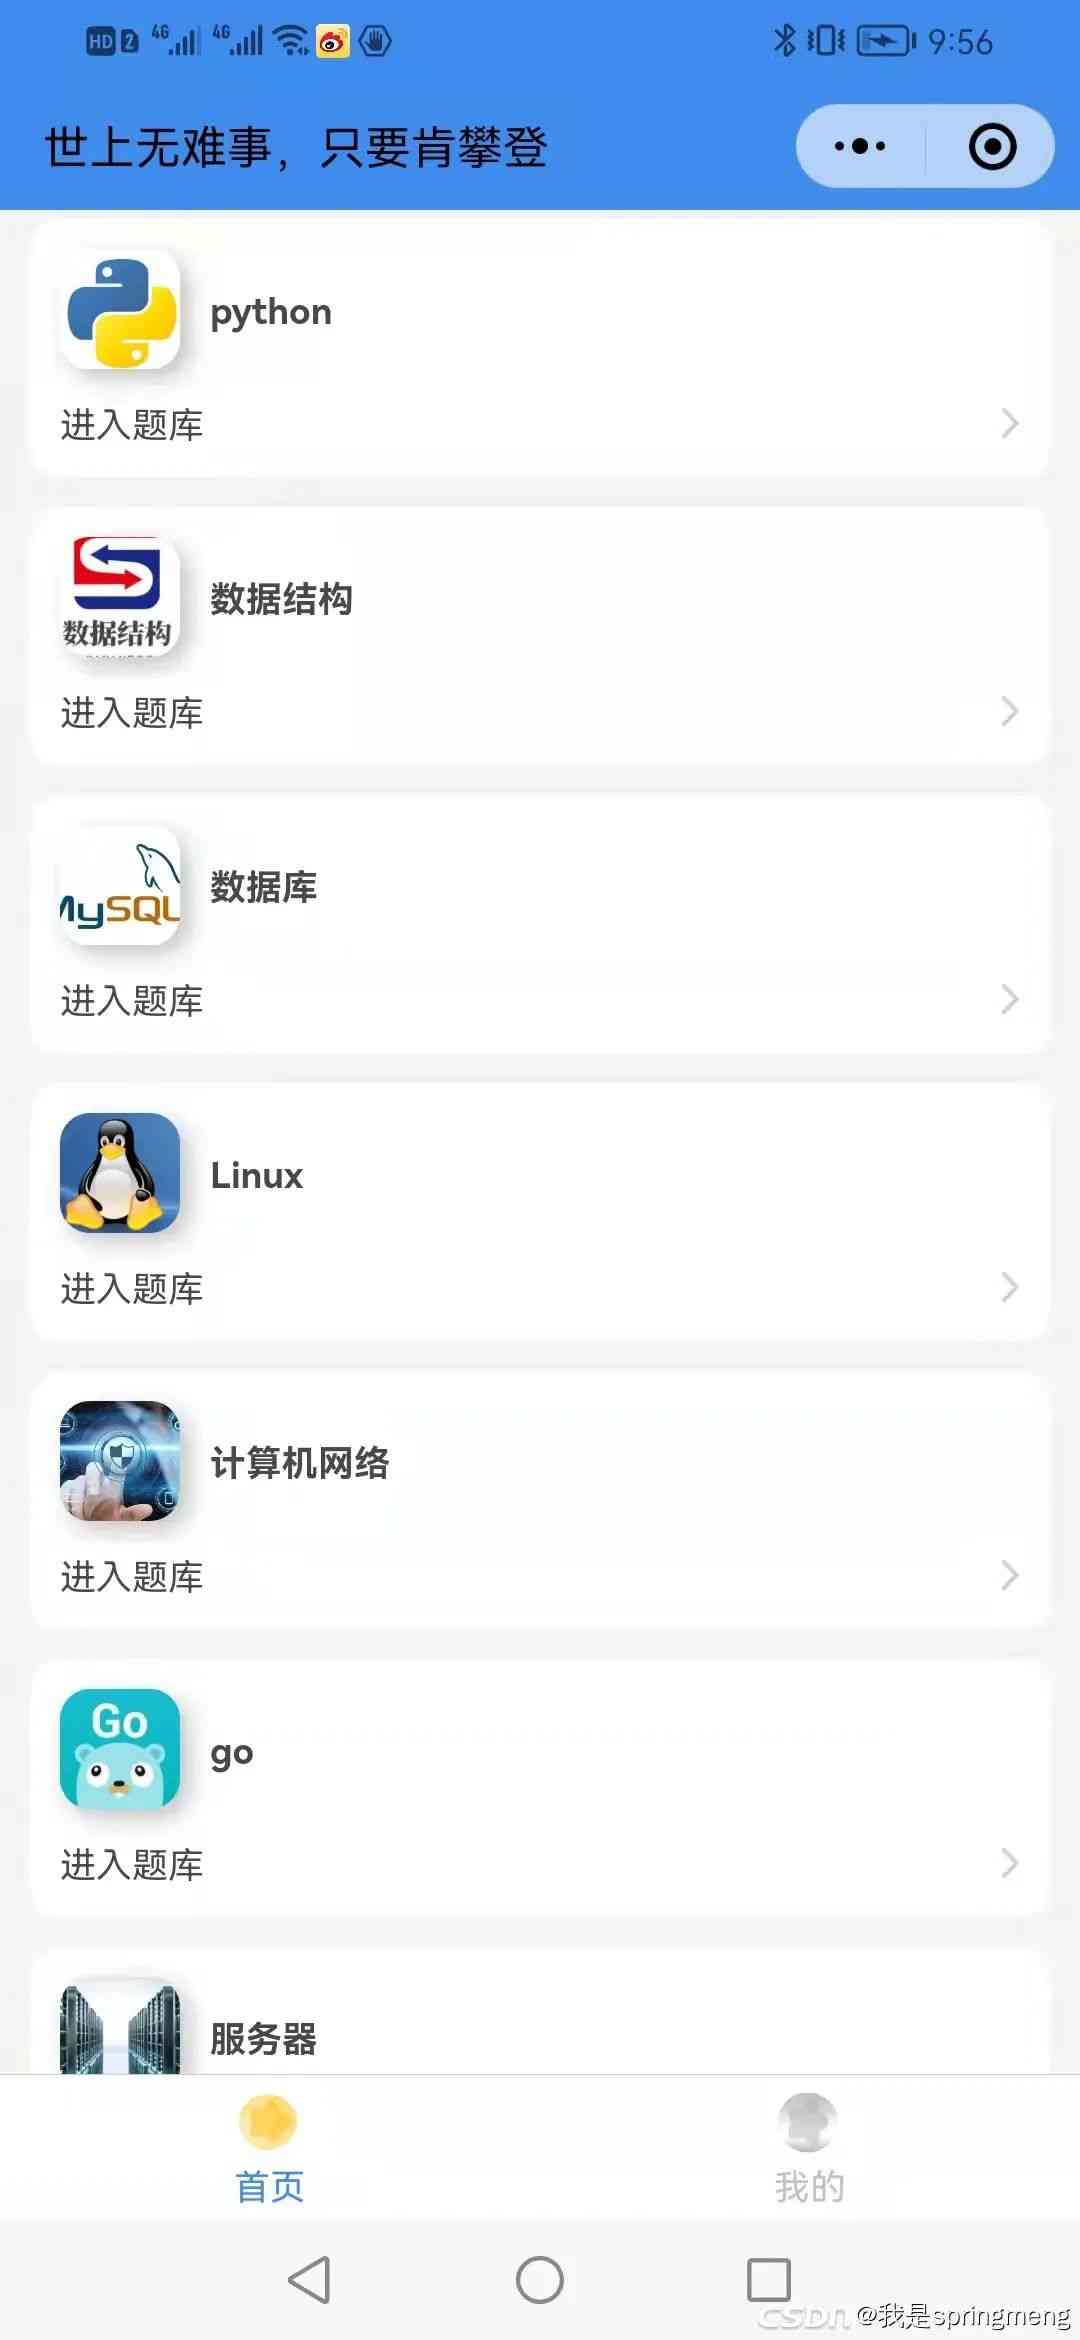 HD 2 4G 4G 9:56
世上无难事，只要肯攀登
python
进入题库
数据结构
数据结构
进入题库
MySQL
数据库
进入题库
Linux
进入题库
计算机网络
进入题库
Go
go
进入题库
服务器
首页
我的
CSDN @我是springmeng